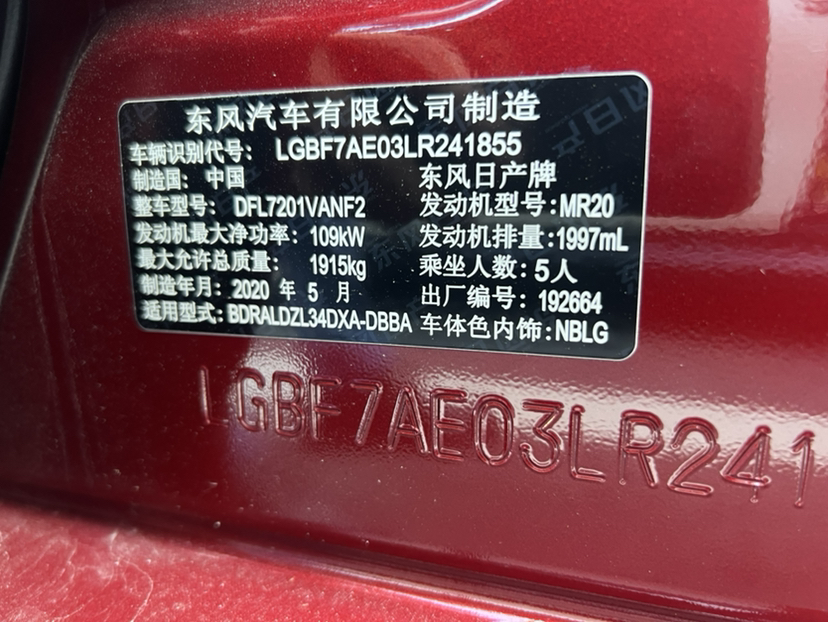 东风汽车有限公司制造
车辆识别代号: LGBF7AE03LR241855
制造国: 中国 东风日产牌
整车型号: DFL7201VANF2 发动机型号:MR20
发动机最大净功率: 109kW 发动机排量:1997mL
最大允许总质量: 1915kg 乘坐人数:5人
制造年月: 2020 年 5 月 出厂编号: 192664
适用型式:BDRALDZL34DXA-DBBA 车体色内饰:NBLG
LGBF7AE03LR241